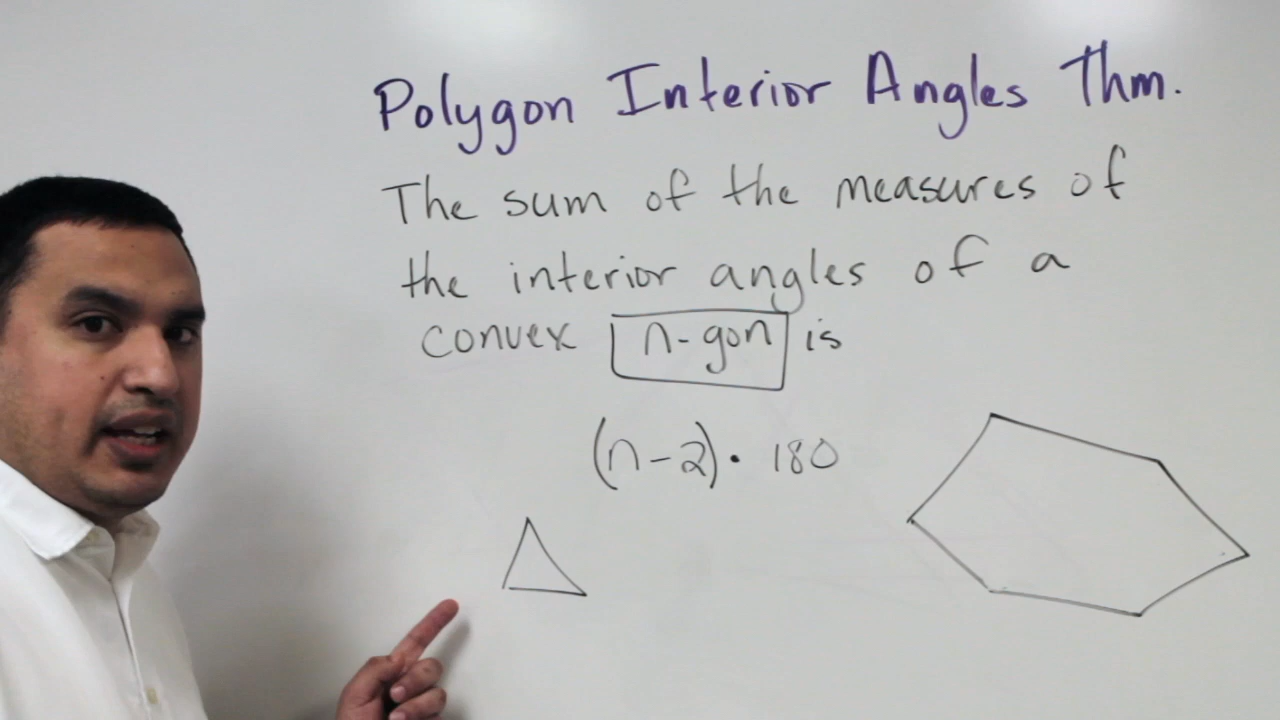 Polygon Interior Angles Thm.
The sum of the measures of
the interior angles of a
convex n-gon is
(n-2)• 180